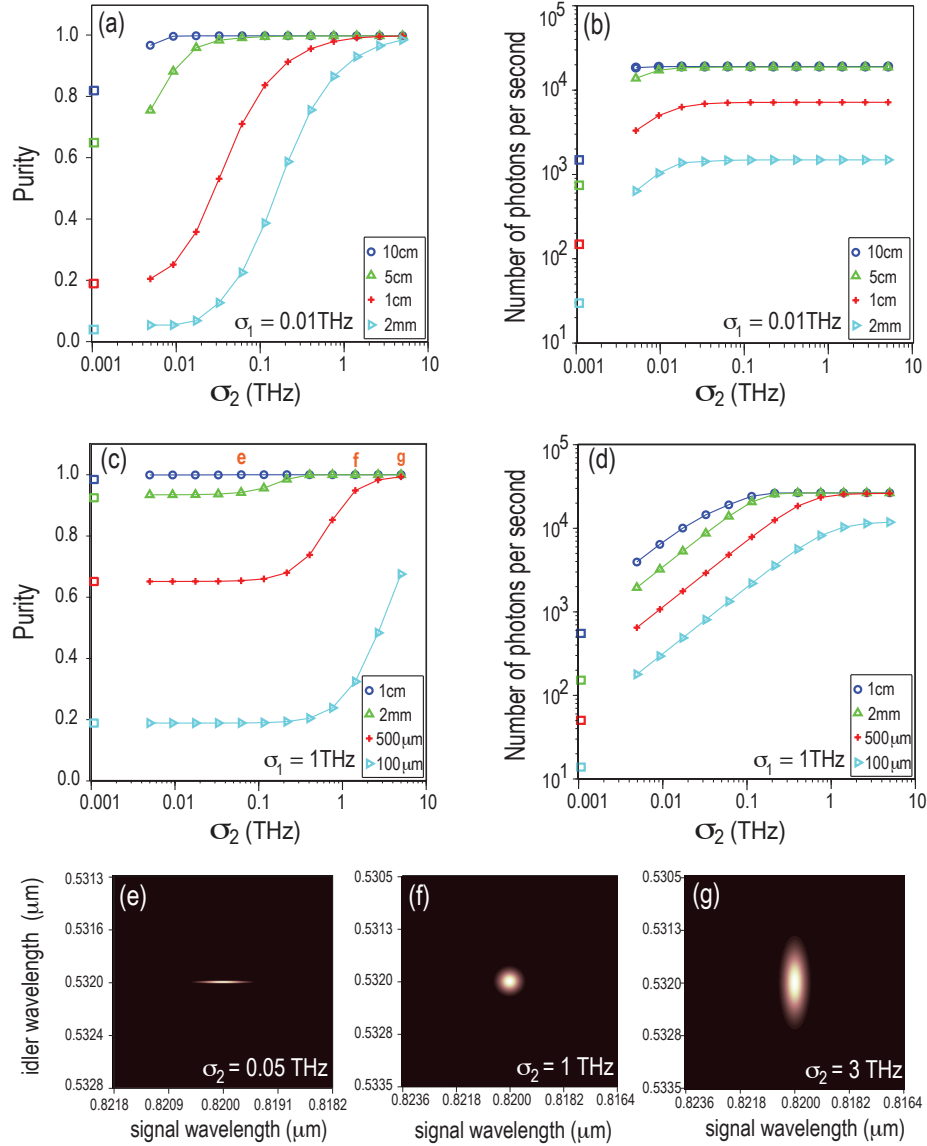 (a)
Purity
1.0
0.8
0.6
0.4
0.2
0.0
10cm
5cm
1cm
2mm
σ1 = 0.01THz
0.001 0.01 0.1 1 10
σ2 (THz)
(b)
Number of photons per second
10^5
10^4
10^3
10^2
10^1
10cm
5cm
1cm
2mm
σ1 = 0.01THz
0.001 0.01 0.1 1 10
σ2 (THz)
(c)
e f g
Purity
1.0
0.8
0.6
0.4
0.2
0.0
1cm
2mm
500μm
100μm
σ1 = 1THz
0.001 0.01 0.1 1 10
σ2 (THz)
(d)
Number of photons per second
10^5
10^4
10^3
10^2
10^1
1cm
2mm
500μm
100μm
σ1 = 1THz
0.001 0.01 0.1 1 10
σ2 (THz)
(e)
idler wavelength (μm)
0.5313
0.5316
0.5320
0.5324
0.5328
σ2 = 0.05 THz
0.8218 0.8209 0.8200 0.8191 0.8182
signal wavelength (μm)
(f)
0.5305
0.5313
0.5320
0.5328
0.5335
σ2 = 1 THz
0.8236 0.8218 0.8200 0.8182 0.8164
signal wavelength (μm)
(g)
0.5305
0.5313
0.5320
0.5328
0.5335
σ2 = 3 THz
0.8236 0.8218 0.8200 0.8182 0.8164
signal wavelength (μm)